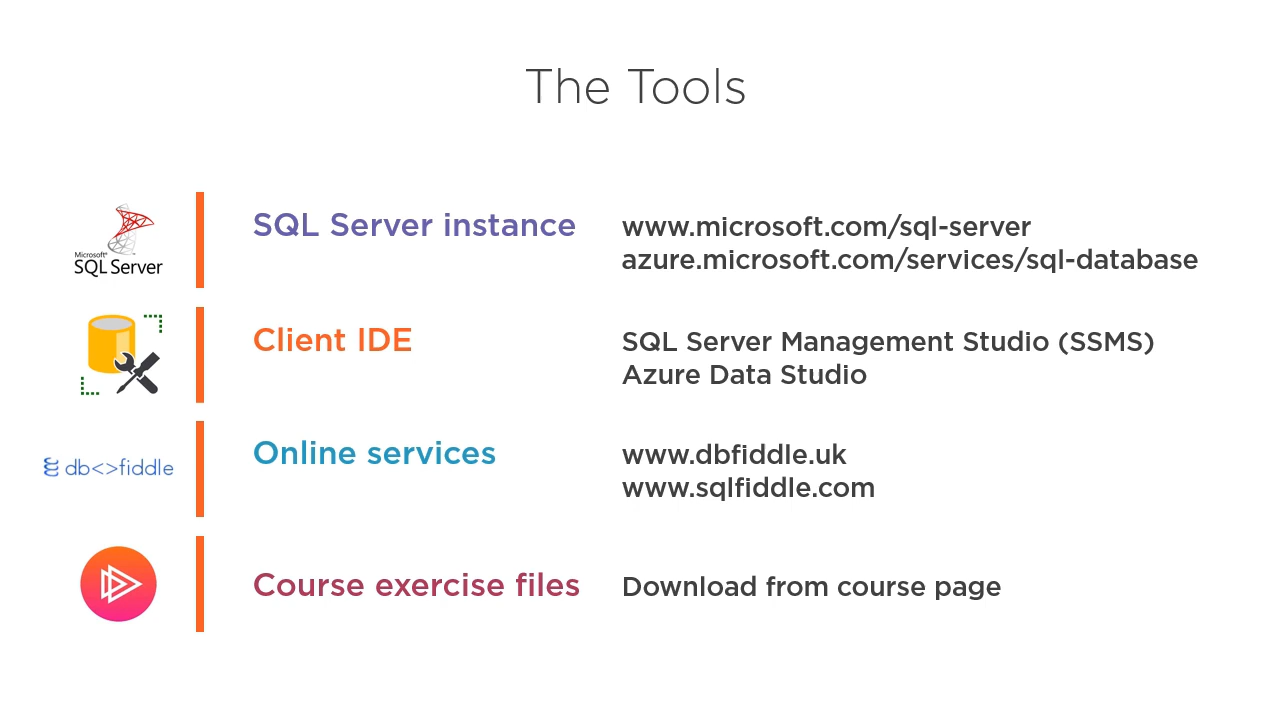 The Tools
Microsoft®
SQL Server
SQL Server instance
www.microsoft.com/sql-server
azure.microsoft.com/services/sql-database
Client IDE
SQL Server Management Studio (SSMS)
Azure Data Studio
db<>fiddle
Online services
www.dbfiddle.uk
www.sqlfiddle.com
Course exercise files
Download from course page